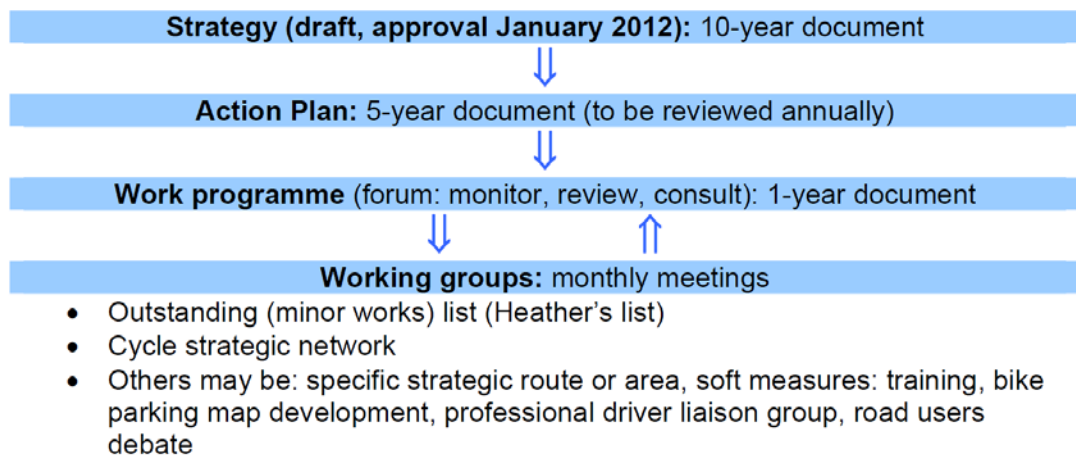 Strategy (draft, approval January 2012): 10-year document
Action Plan: 5-year document (to be reviewed annually)
Work programme (forum: monitor, review, consult): 1-year document
Working groups: monthly meetings
• Outstanding (minor works) list (Heather’s list)
• Cycle strategic network
• Others may be: specific strategic route or area, soft measures: training, bike
parking map development, professional driver liaison group, road users
debate